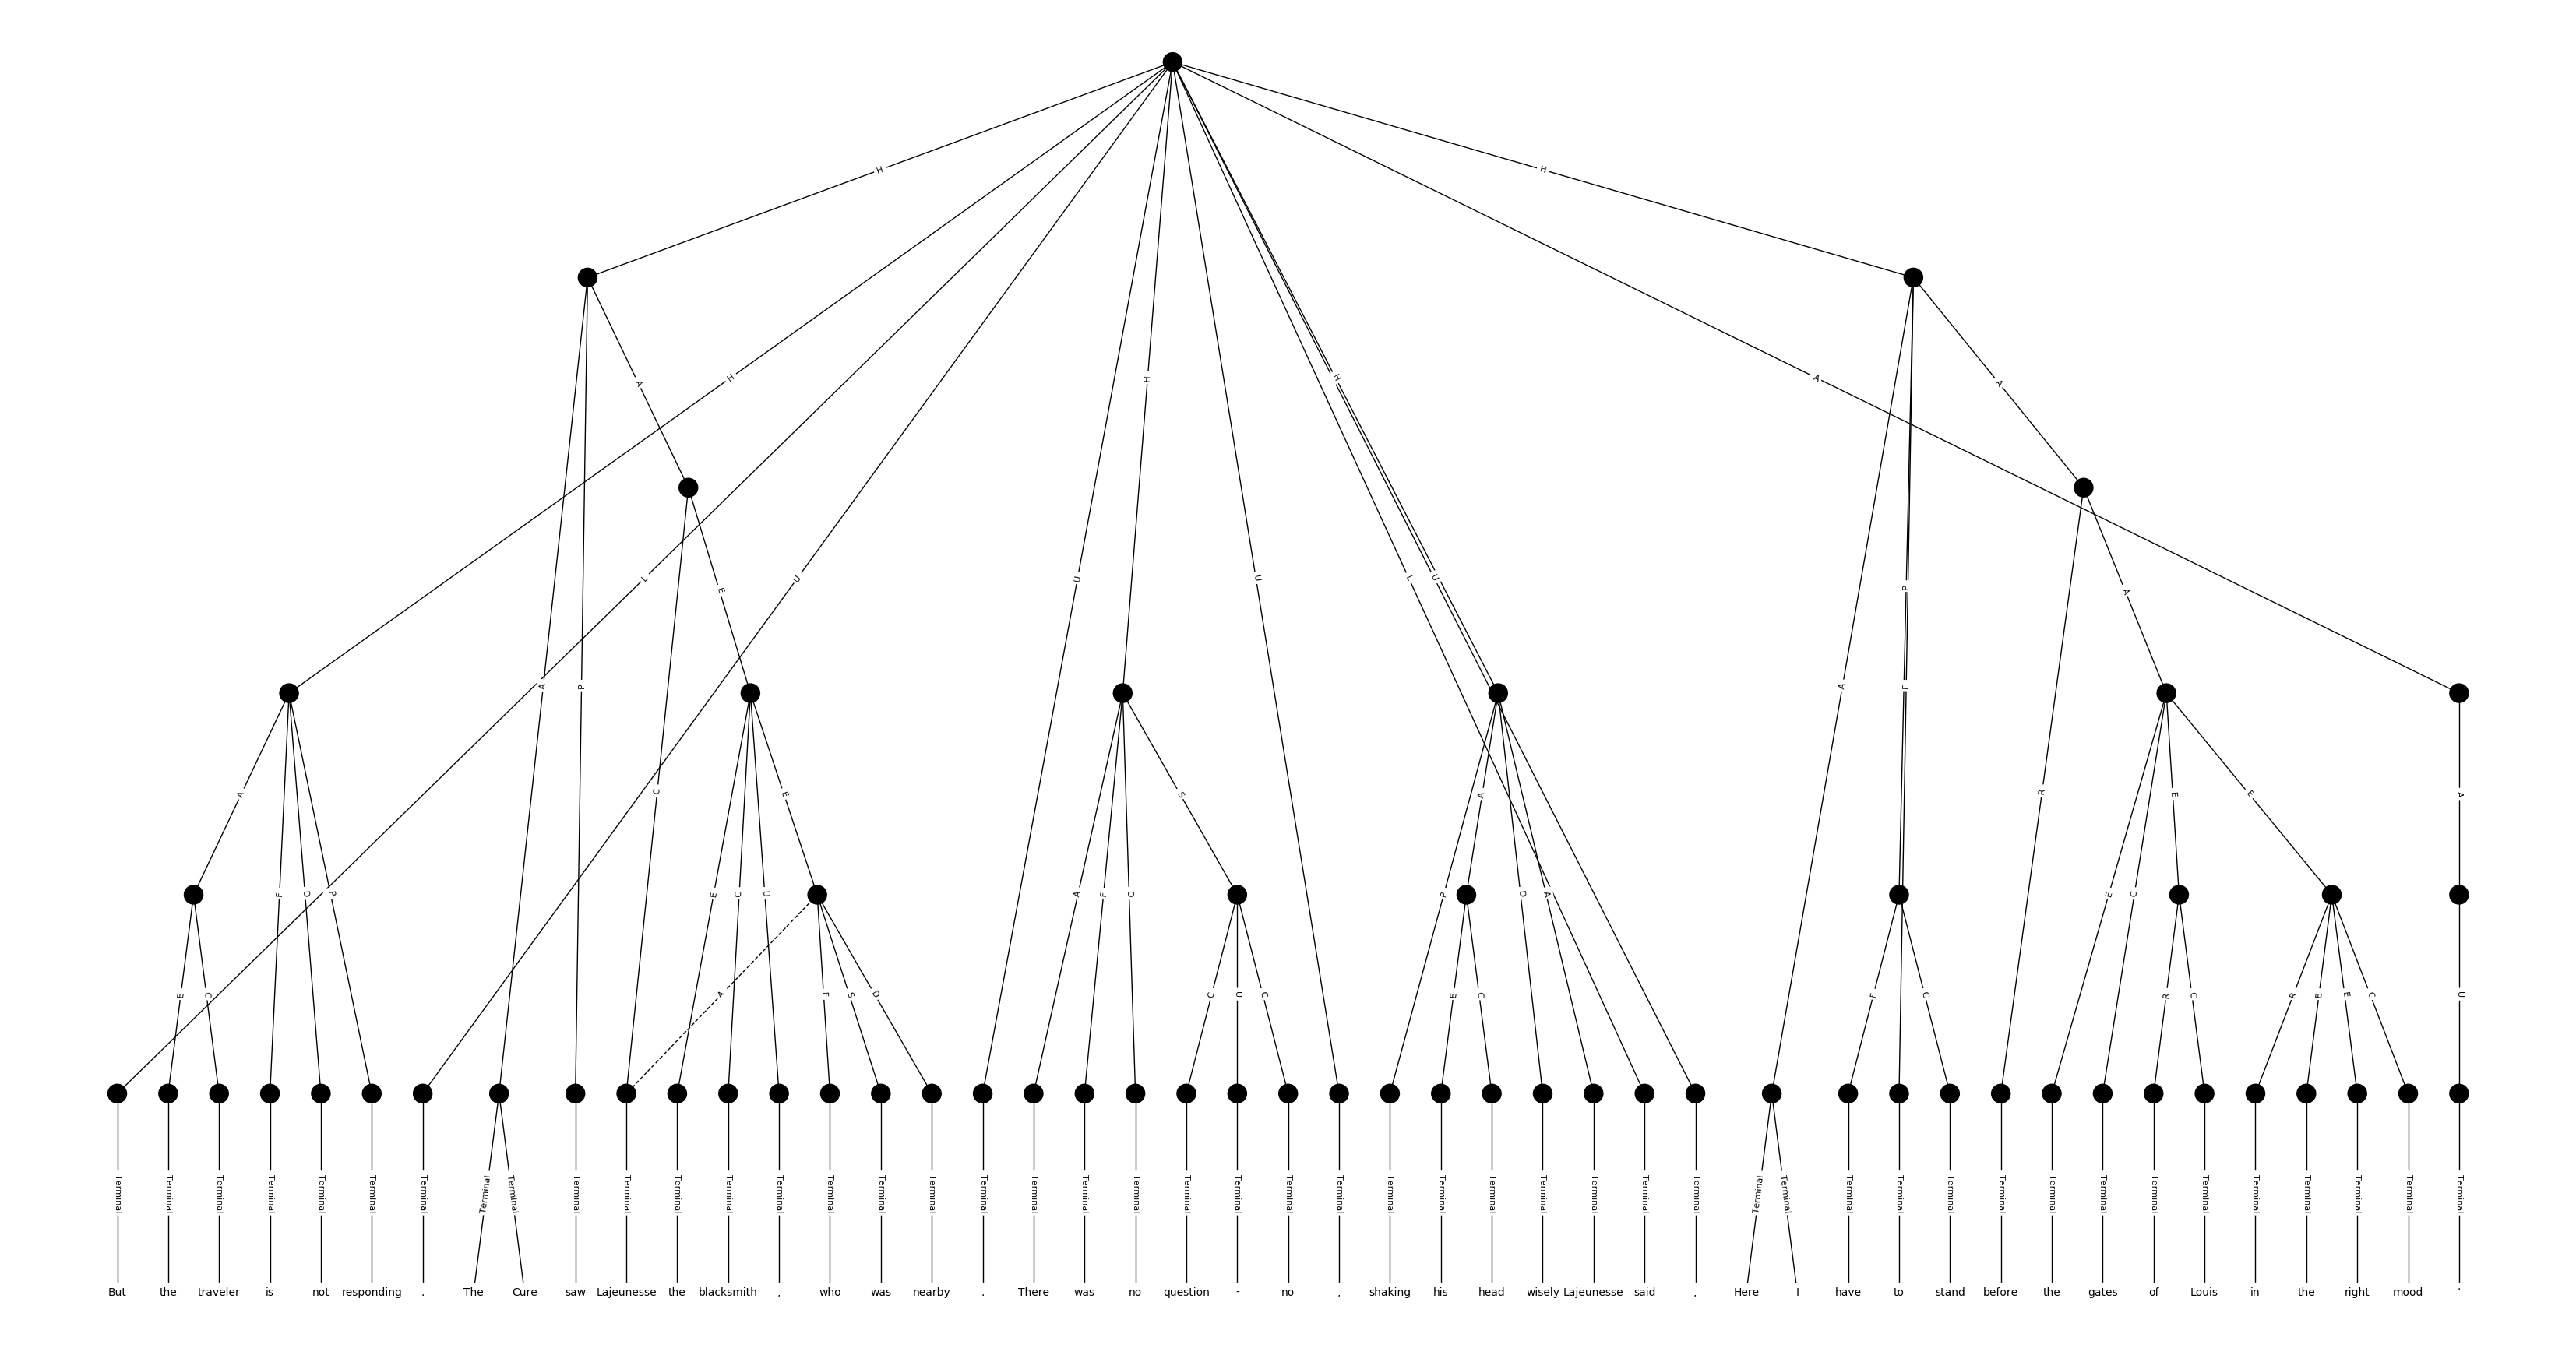 H
H
H
H
H
A
A
A
L
U
U
U
L
U
E
P
A
A
P
A
F
R
C
A
E
S
A
E
E
A
F
D
P
E
C
U
A
F
D
P
D
A
E
C
E
C
A
F
S
D
C
U
C
E
C
F
C
R
C
R
E
E
C
U
Terminal Terminal Terminal Terminal Terminal Terminal Terminal Terminal Terminal Terminal Terminal Terminal Terminal Terminal Terminal Terminal Terminal Terminal Terminal Terminal Terminal Terminal Terminal Terminal Terminal Terminal Terminal Terminal Terminal Terminal Terminal Terminal Terminal Terminal Terminal Terminal Terminal Terminal Terminal Terminal Terminal Terminal Terminal Terminal Terminal Terminal Terminal
But the traveler is not responding . The Cure saw Lajeunesse the blacksmith , who was nearby . There was no question - no , shaking his head wisely Lajeunesse said , Here I have to stand before the gates of Louis in the right mood .